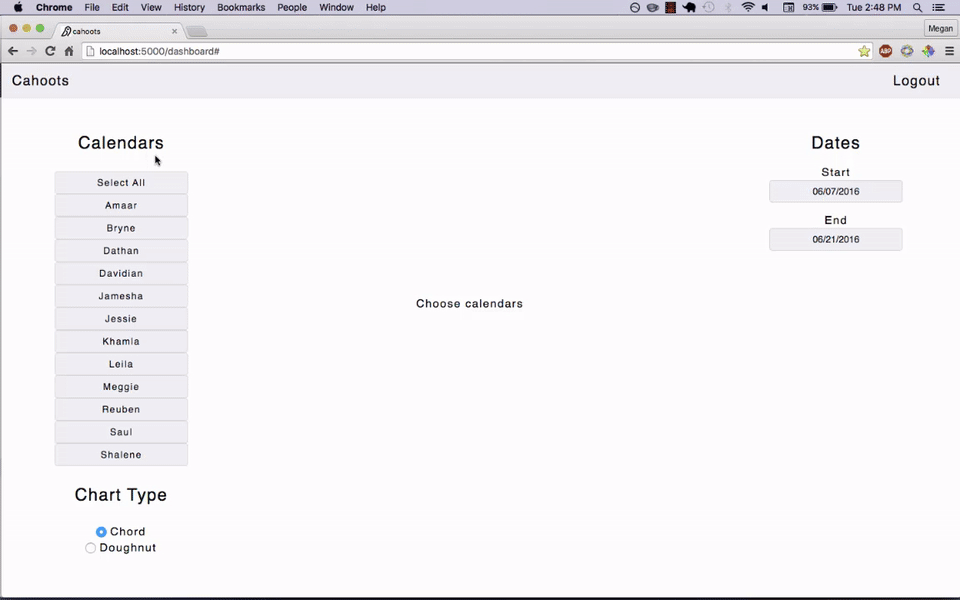 Chrome File Edit View History Bookmarks People Window Help 93% Tue 2:48 PM
cahoots Megan
localhost:5000/dashboard# ABP
Cahoots Logout
Calendars
Select All
Amaar
Bryne
Dathan
Davidian
Jamesha
Jessie
Khamla
Leila
Meggie
Reuben
Saul
Shalene
Chart Type
Chord
Doughnut
Choose calendars
Dates
Start
06/07/2016
End
06/21/2016